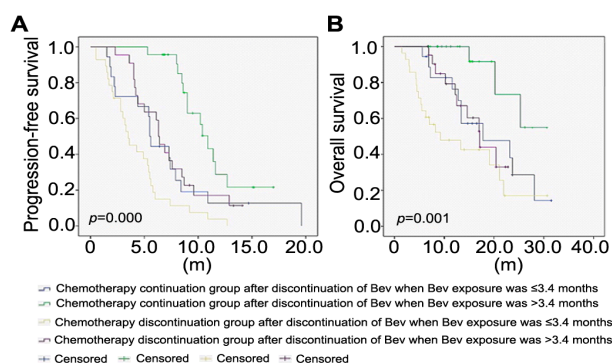 A
B
Progression-free survival
1.0
0.8
0.6
0.4
0.2
0.0
p=0.000
0
5.0
10.0
15.0
20.0
(m)
Overall survival
1.0
0.8
0.6
0.4
0.2
0.0
p=0.001
0
10.0
20.0
30.0
40.0
(m)
Chemotherapy continuation group after discontinuation of Bev when Bev exposure was ≤3.4 months
Chemotherapy continuation group after discontinuation of Bev when Bev exposure was >3.4 months
Chemotherapy discontinuation group after discontinuation of Bev when Bev exposure was ≤3.4 months
Chemotherapy discontinuation group after discontinuation of Bev when Bev exposure was >3.4 months
Censored Censored Censored Censored